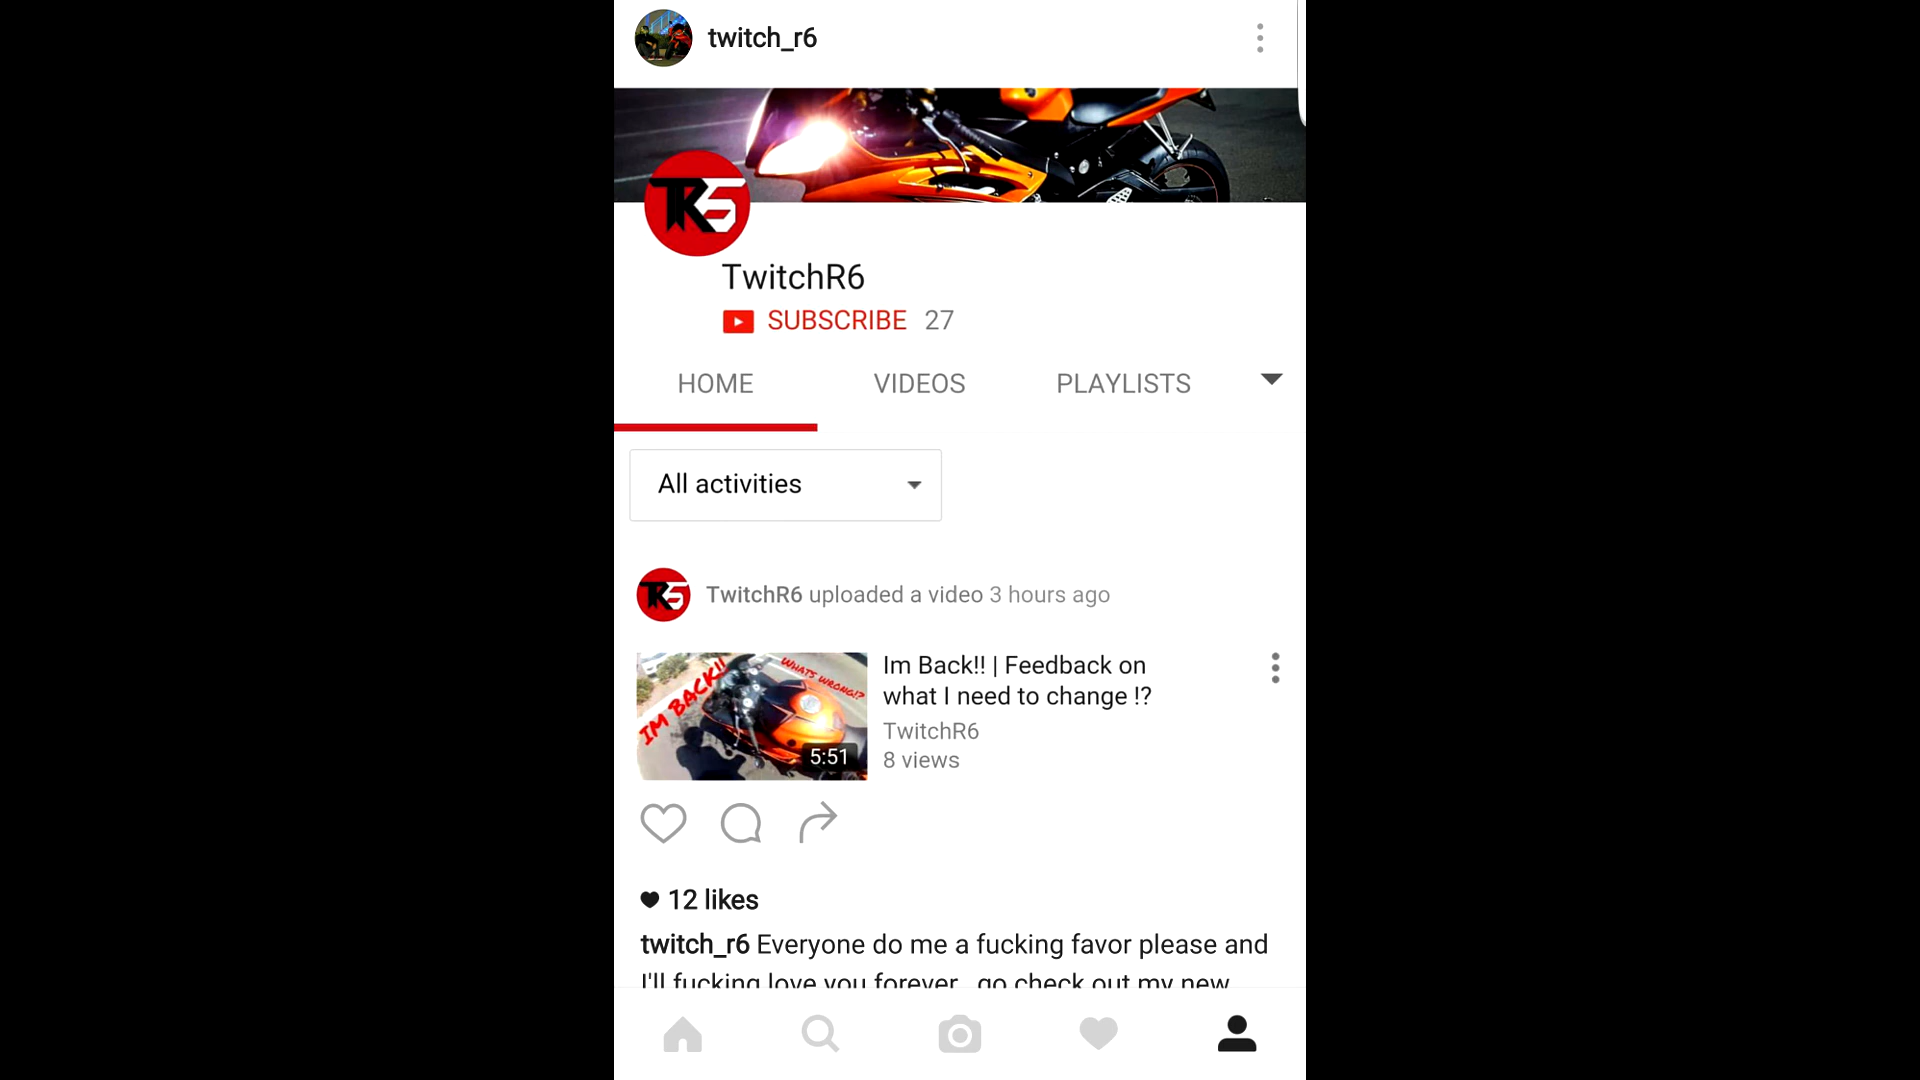 twitch_r6
TR6
TwitchR6
SUBSCRIBE 27
HOME VIDEOS PLAYLISTS
All activities
TR6
TwitchR6 uploaded a video 3 hours ago
IM BACK!!
WHATS WRONG!?
5:51
Im Back!! | Feedback on
what I need to change !?
TwitchR6
8 views
12 likes
twitch_r6 Everyone do me a fucking favor please and
I'll fucking love you forever.. go check out my new